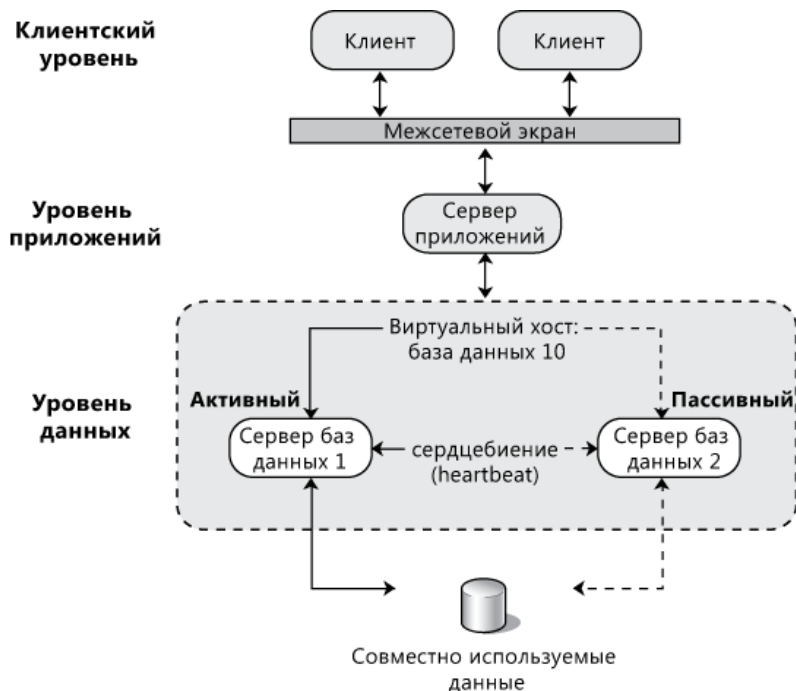 Клиентский
уровень
Клиент
Клиент
Межсетевой экран
Уровень
приложений
Сервер
приложений
Виртуальный хост:
база данных 10
Уровень
данных
Активный
Пассивный
Сервер баз
данных 1
сердцебиение
(heartbeat)
Сервер баз
данных 2
Совместно используемые
данные